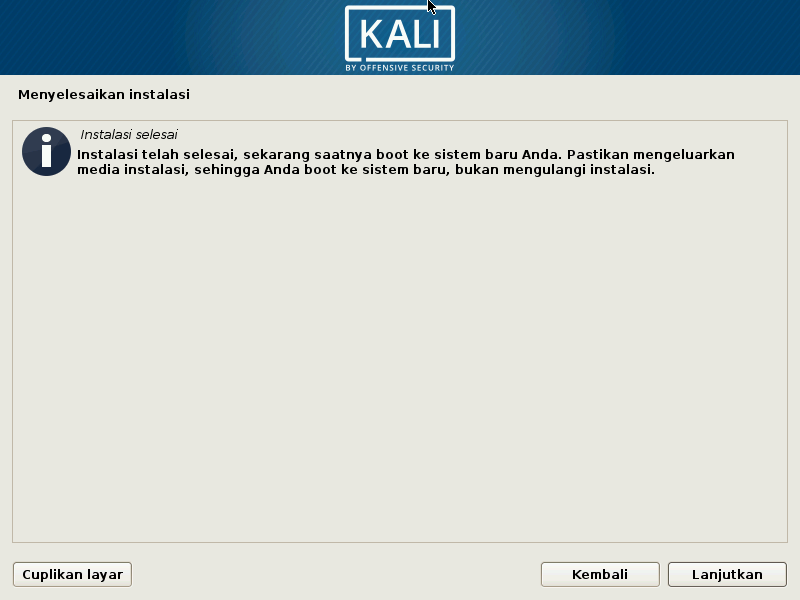 KALI
BY OFFENSIVE SECURITY
Menyelesaikan instalasi
Instalasi selesai
Instalasi telah selesai, sekarang saatnya boot ke sistem baru Anda. Pastikan mengeluarkan
media instalasi, sehingga Anda boot ke sistem baru, bukan mengulangi instalasi.
Cuplikan layar
Kembali
Lanjutkan